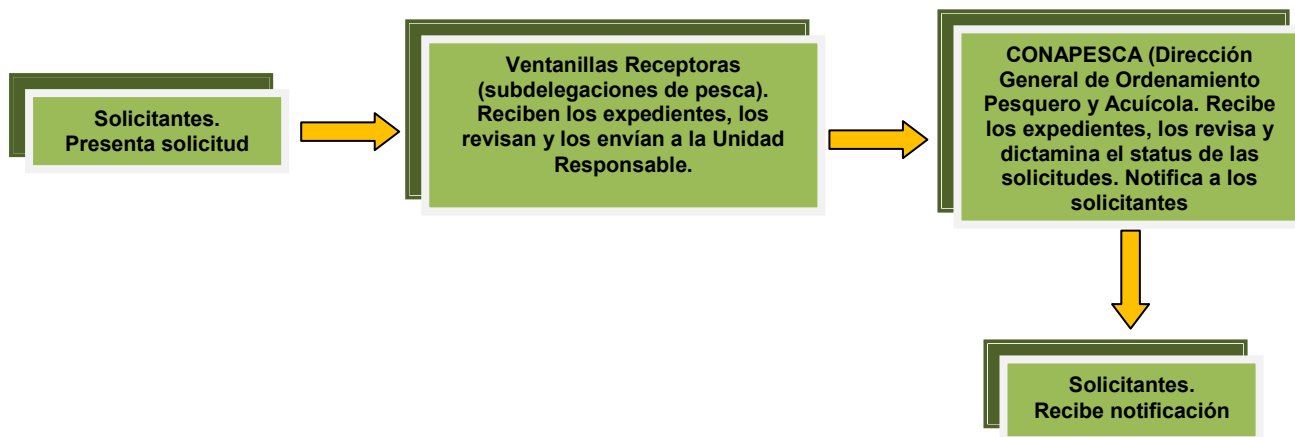 Solicitantes.
Presenta solicitud
Ventanillas Receptoras
(subdelegaciones de pesca).
Reciben los expedientes, los
revisan y los envían a la Unidad
Responsable.
CONAPESCA (Dirección
General de Ordenamiento
Pesquero y Acuícola. Recibe
los expedientes, los revisa y
dictamina el status de las
solicitudes. Notifica a los
solicitantes
Solicitantes.
Recibe notificación